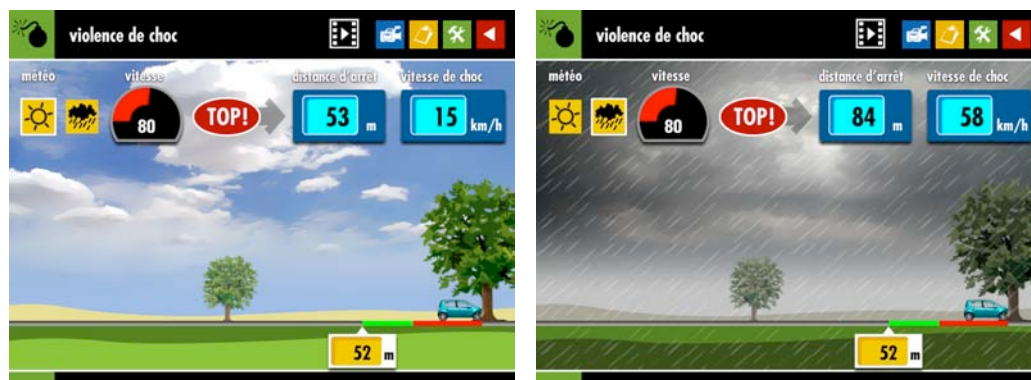 violence de choc
météo vitesse distance d'arrêt vitesse de choc
80 TOP! 53 m 15 km/h
52 m
violence de choc
météo vitesse distance d'arrêt vitesse de choc
80 TOP! 84 m 58 km/h
52 m